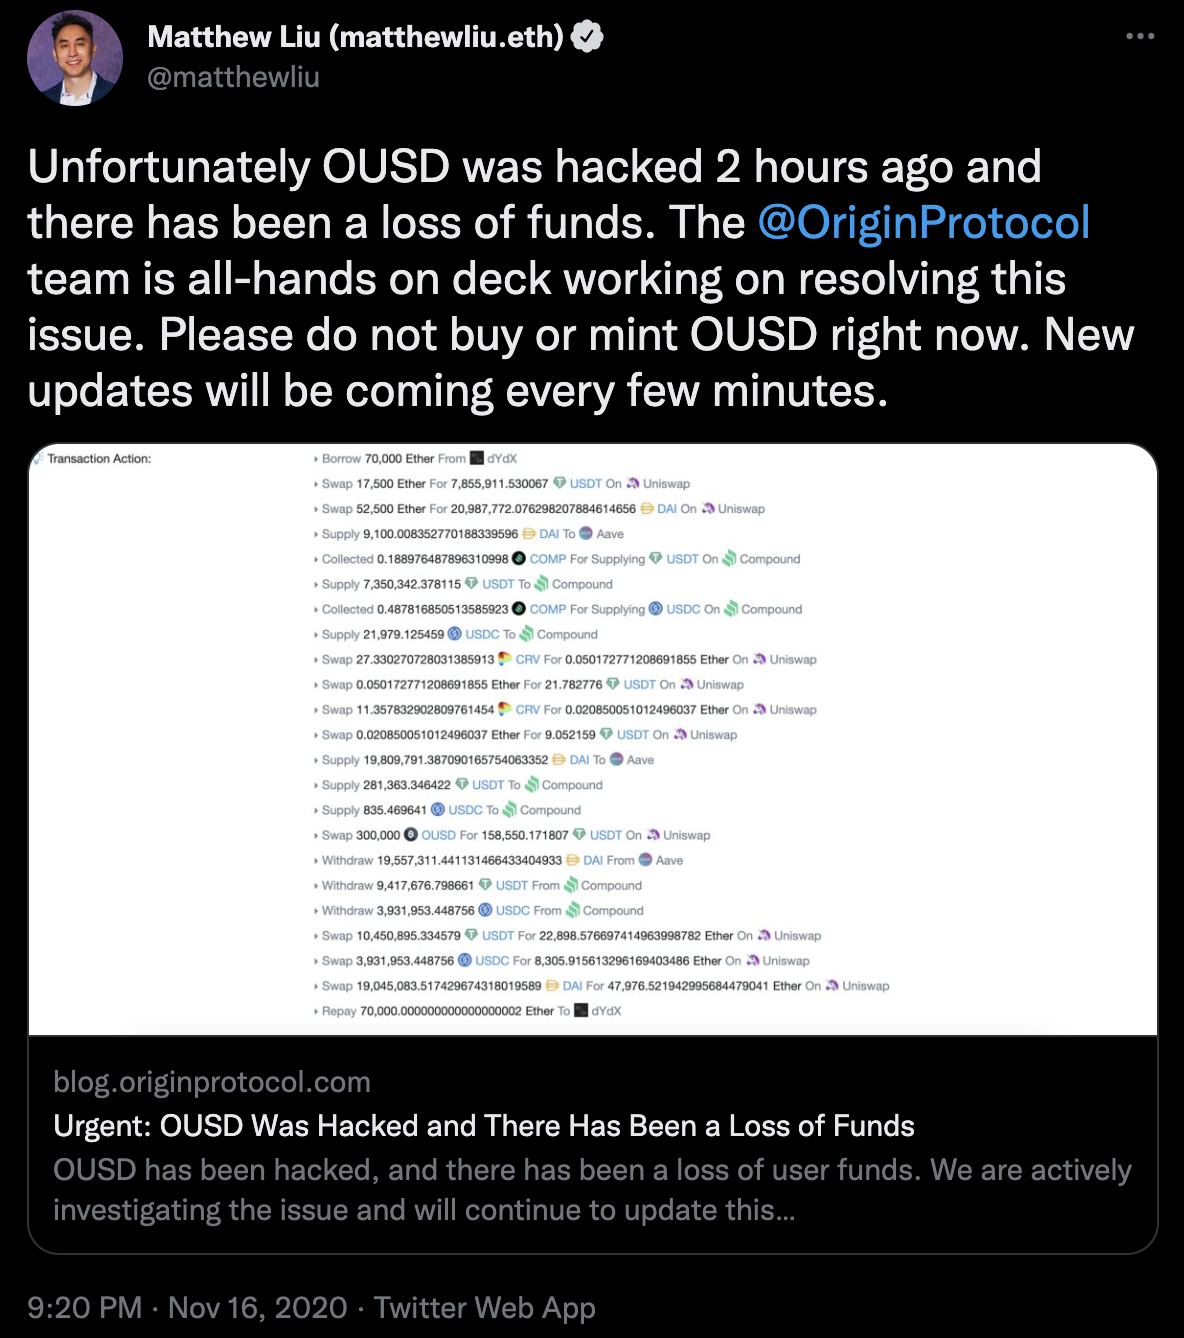 Matthew Liu (matthewliu.eth)
@matthewliu
Unfortunately OUSD was hacked 2 hours ago and
there has been a loss of funds. The @OriginProtocol
team is all-hands on deck working on resolving this
issue. Please do not buy or mint OUSD right now. New
updates will be coming every few minutes.
Transaction Action:
Borrow 70,000 Ether From dYdX
Swap 17,500 Ether For 7,855,911.530067 USDT On Uniswap
Swap 52,500 Ether For 20,987,772.076298207884614656 DAI On Uniswap
Supply 9,100.008352770188339596 DAI To Aave
Collected 0.188976487896310998 COMP For Supplying USDT On Compound
Supply 7,350,342.378115 USDT To Compound
Collected 0.487816850513585923 COMP For Supplying USDC On Compound
Supply 21,979.125459 USDC To Compound
Swap 27.330270728031385913 CRV For 0.050172771208691855 Ether On Uniswap
Swap 0.050172771208691855 Ether For 21.782776 USDT On Uniswap
Swap 11.357832902809761454 CRV For 0.020850051012496037 Ether On Uniswap
Swap 0.020850051012496037 Ether For 9.052159 USDT On Uniswap
Supply 19,809,791.387090165754063352 DAI To Aave
Supply 281,363.346422 USDT To Compound
Supply 835.469641 USDC To Compound
Swap 300,000 OUSD For 158,550.171807 USDT On Uniswap
Withdraw 19,557,311.441131466433404933 DAI From Aave
Withdraw 9,417,676.798661 USDT From Compound
Withdraw 3,931,953.448756 USDC From Compound
Swap 10,450,895.334579 USDT For 22,898.576697414963998782 Ether On Uniswap
Swap 3,931,953.448756 USDC For 8,305.915613296169403486 Ether On Uniswap
Swap 19,045,083.517429674318019589 DAI For 47,976.521942995684479041 Ether On Uniswap
Repay 70,000.000000000000000002 Ether To dYdX
blog.originprotocol.com
Urgent: OUSD Was Hacked and There Has Been a Loss of Funds
OUSD has been hacked, and there has been a loss of user funds. We are actively
investigating the issue and will continue to update this...
9:20 PM · Nov 16, 2020 · Twitter Web App